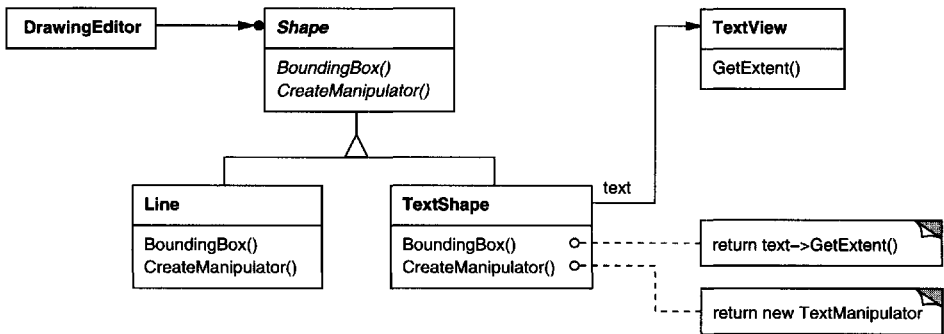 DrawingEditor
Shape
BoundingBox()
CreateManipulator()
TextView
GetExtent()
Line
BoundingBox()
CreateManipulator()
TextShape
BoundingBox()
CreateManipulator()
text
return text–>GetExtent()
return new TextManipulator